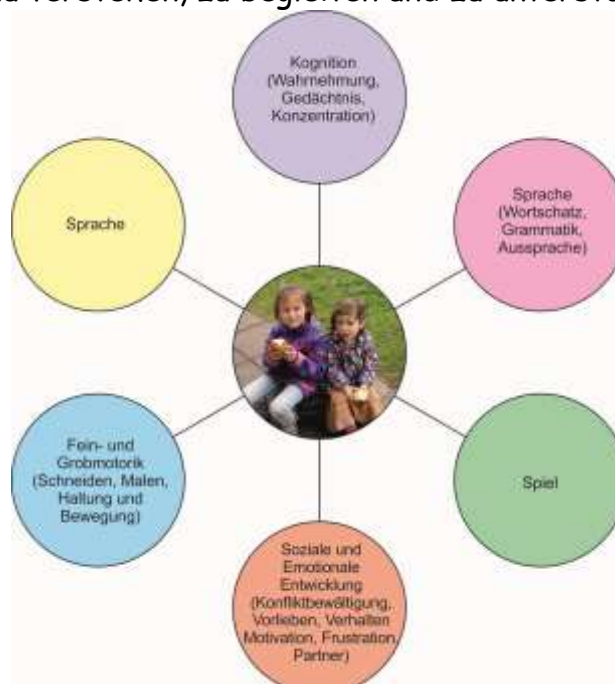 zu verstehen, zu begleiten und zu
Kognition
(Wahrnehmung,
Gedächtnis,
Konzentration)
Sprache
Sprache
(Wortschatz,
Grammatik,
Aussprache)
Fein- und
Grobmotorik
(Schneiden, Malen,
Haltung und
Bewegung)
Spiel
Soziale und
Emotionale
Entwicklung
(Konfliktbewältigung,
Vorlieben, Verhalten
Motivation, Frustration
Partner)